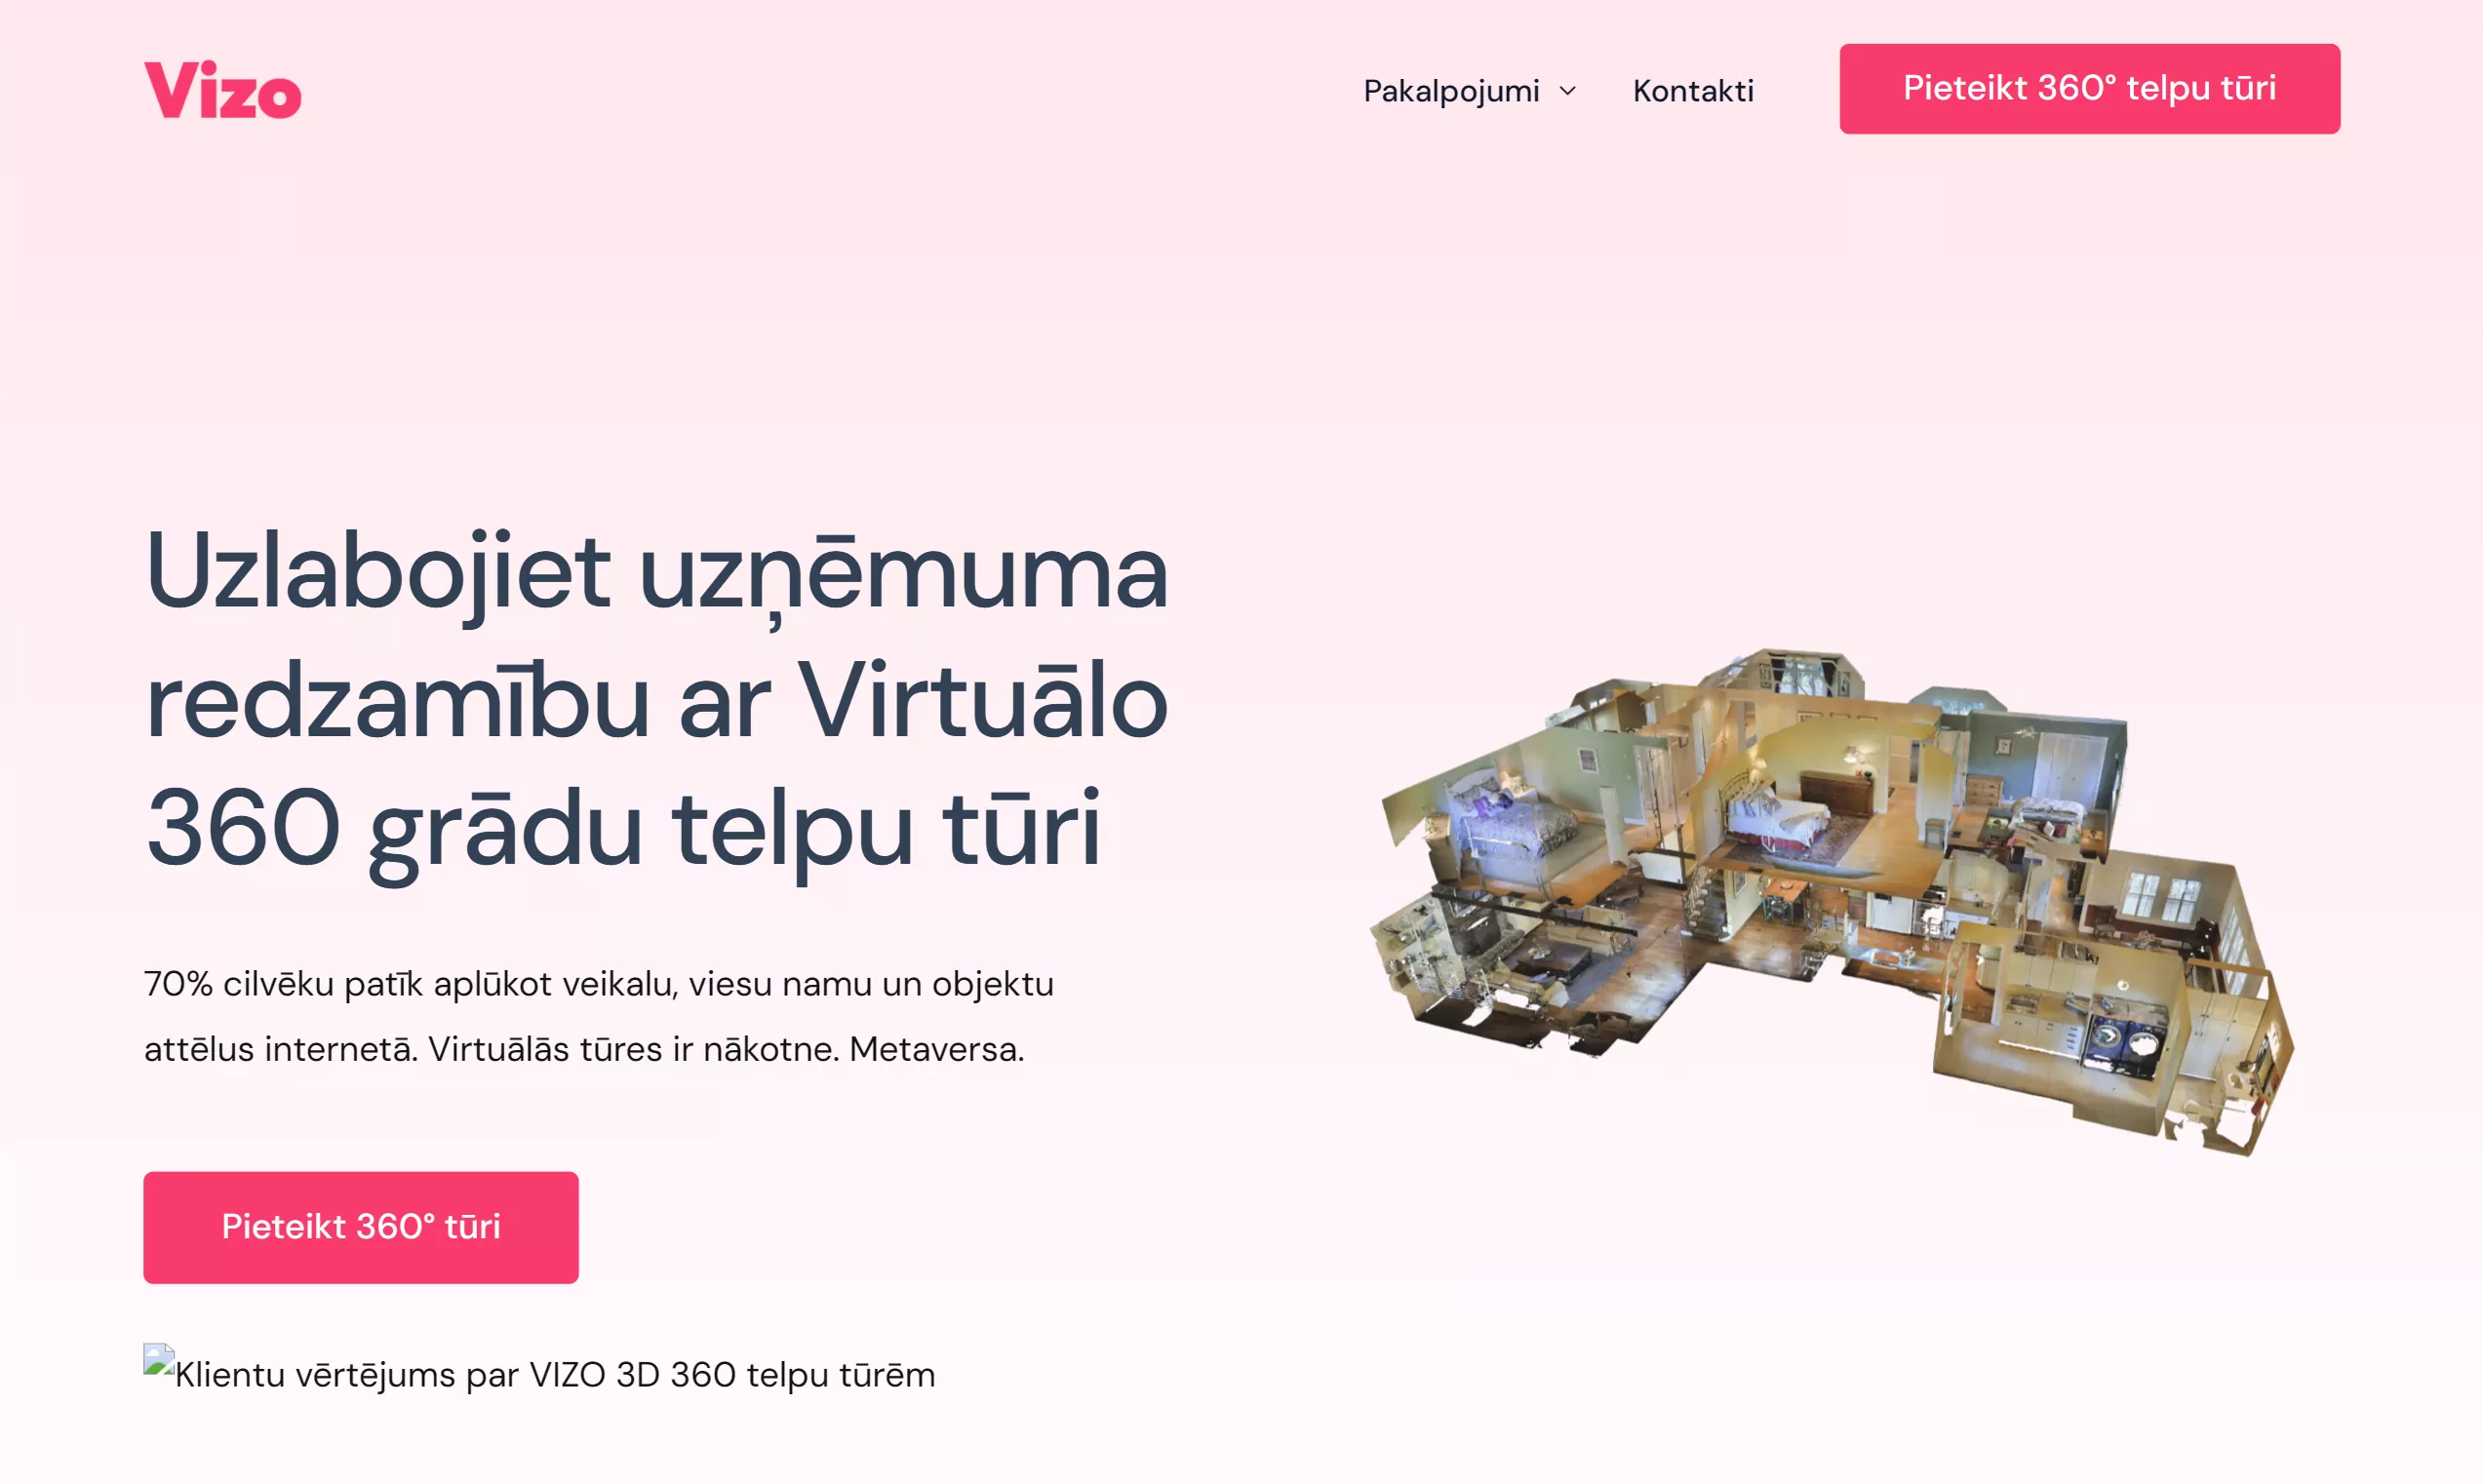 Vizo
Pakalpojumi
Kontakti
Pieteikt 360° telpu tūri
Uzlabojiet uzņēmuma
redzamību ar Virtuālo
360 grādu telpu tūri
70% cilvēku patīk aplūkot veikalu, viesu namu un objektu
attēlus internetā. Virtuālās tūres ir nākotne. Metaversa.
Pieteikt 360° tūri
Klientu vērtējums par VIZO 3D 360 telpu tūrēm